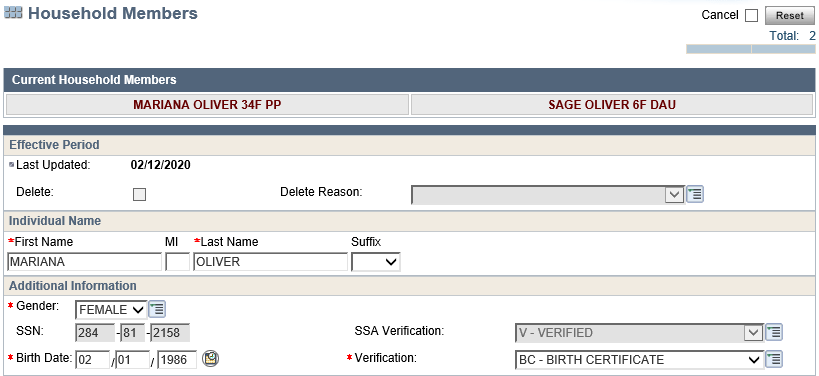 Household Members
Cancel Reset
Total: 2
Current Household Members
MARIANA OLIVER 34F PP SAGE OLIVER 6F DAU
Effective Period
Last Updated: 02/12/2020
Delete: Delete Reason:
Individual Name
*First Name MI *Last Name Suffix
MARIANA OLIVER
Additional Information
* Gender: FEMALE
SSN: 284 -81 -2158 SSA Verification: V - VERIFIED
* Birth Date: 02 / 01 / 1986 * Verification: BC - BIRTH CERTIFICATE